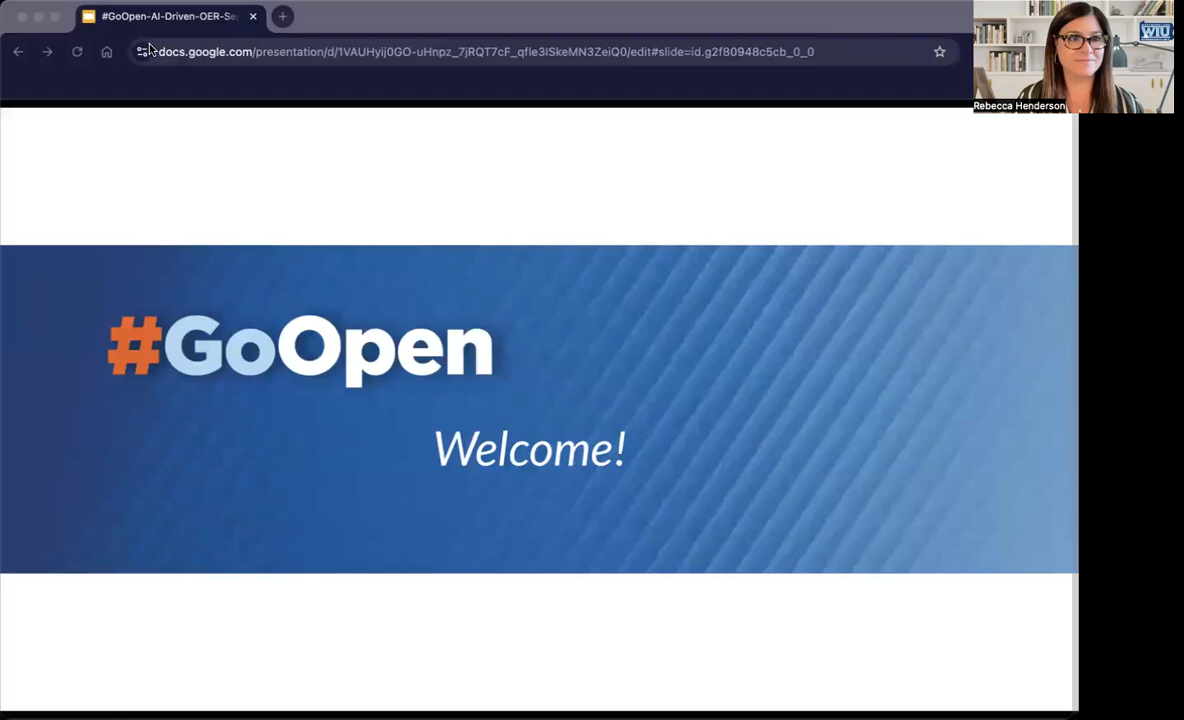 #GoOpen-AI-Driven-OER-Se
docs.google.com/presentation/d/1VAUHyij0GO-uHnpz_7jRQT7cF_qfIe3lSkeMN3ZeiQ0/edit#slide=id.g2f80948c5cb_0_0
WIU
Rebecca Henderson
#GoOpen
Welcome!